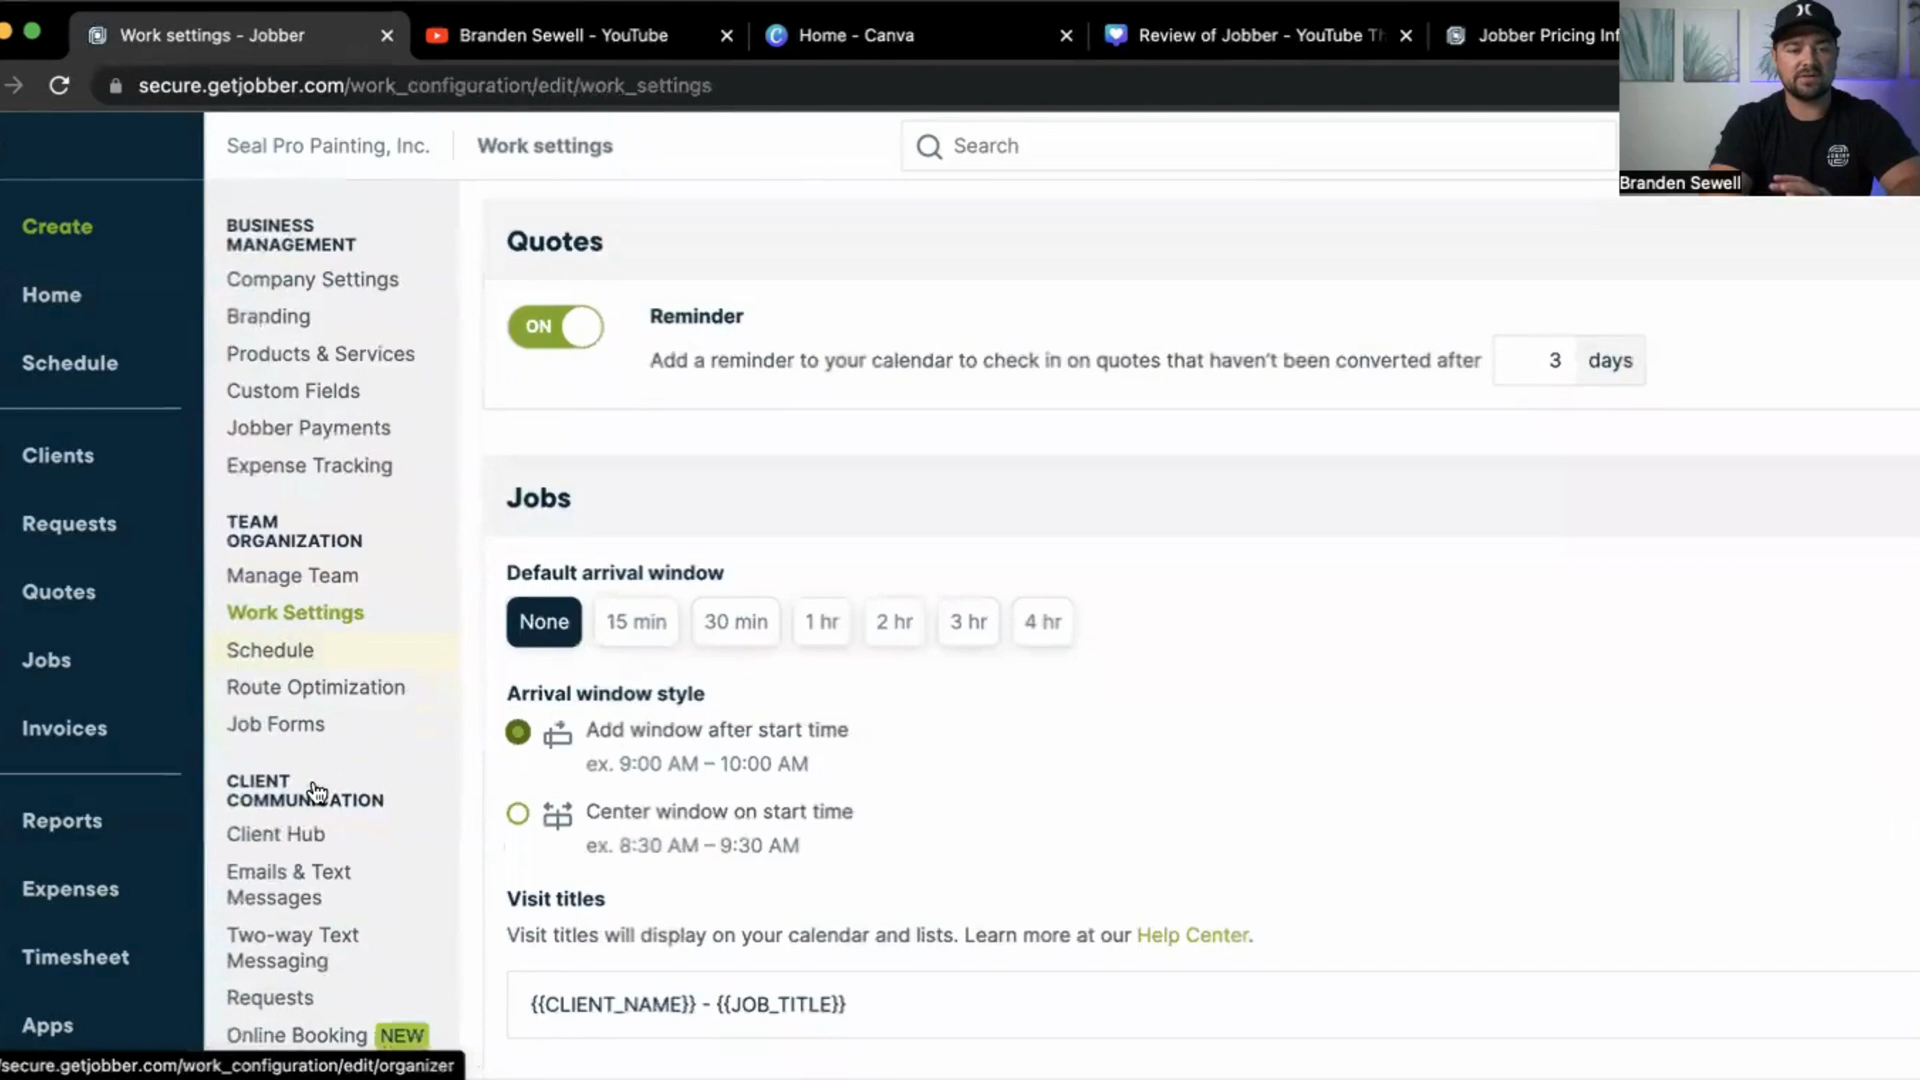 Work settings - Jobber
Branden Sewell - YouTube
Home - Canva
Review of Jobber - YouTube Th
Jobber Pricing Inf
secure.getjobber.com/work_configuration/edit/work_settings
Branden Sewell
Seal Pro Painting, Inc.
Work settings
Search
Create
Home
Schedule
Clients
Requests
Quotes
Jobs
Invoices
Reports
Expenses
Timesheet
Apps
BUSINESS
MANAGEMENT
Company Settings
Branding
Products & Services
Custom Fields
Jobber Payments
Expense Tracking
TEAM
ORGANIZATION
Manage Team
Work Settings
Schedule
Route Optimization
Job Forms
CLIENT
COMMUNICATION
Client Hub
Emails & Text
Messages
Two-way Text
Messaging
Requests
Online Booking NEW
Quotes
ON
Reminder
Add a reminder to your calendar to check in on quotes that haven't been converted after 3 days
Jobs
Default arrival window
None 15 min 30 min 1 hr 2 hr 3 hr 4 hr
Arrival window style
Add window after start time
ex. 9:00 AM – 10:00 AM
Center window on start time
ex. 8:30 AM – 9:30 AM
Visit titles
Visit titles will display on your calendar and lists. Learn more at our Help Center.
{{CLIENT_NAME}} - {{JOB_TITLE}}
/secure.getjobber.com/work_configuration/edit/organizer